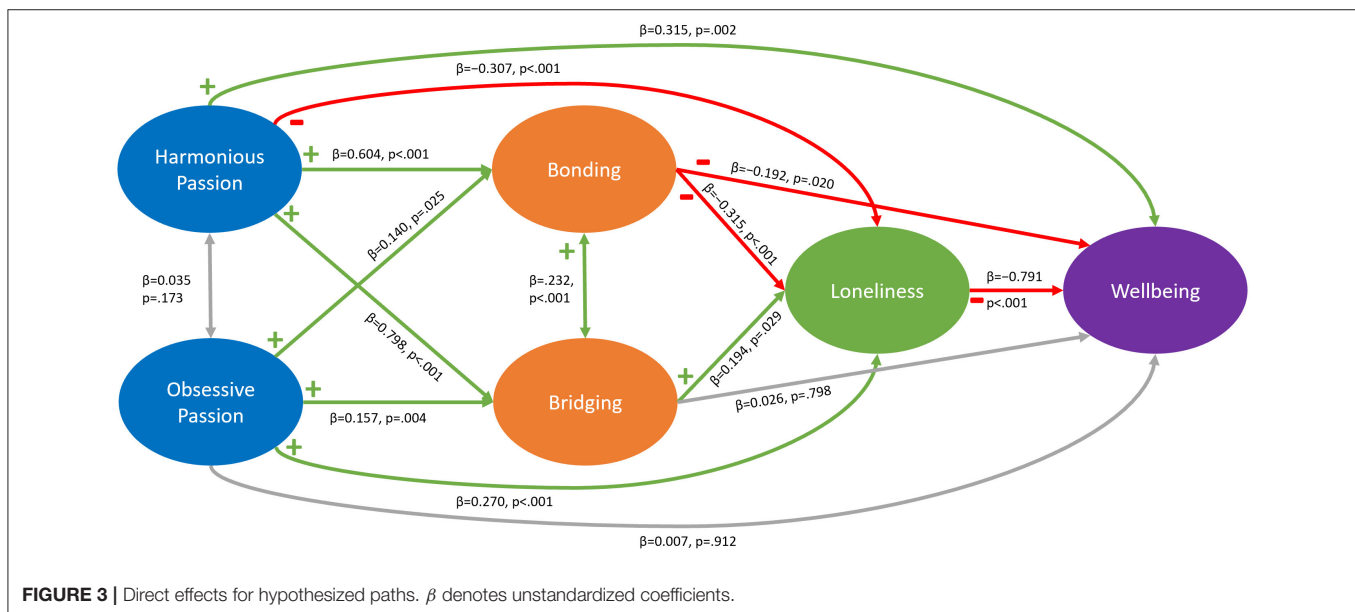 β=0.315, p=.002
+
β=−0.307, p<.001
-
Harmonious
Passion
+
β=0.604, p<.001
Bonding
-
β=−0.192, p=.020
-
β=−0.315, p<.001
+
β=0.140, p=.025
+
β=0.035
p=.173
β=.232,
p<.001
β=0.798, p<.001
Loneliness
β=−0.791
-
p<.001
Wellbeing
+
β=0.194, p=.029
+
Obsessive
Passion
+
β=0.157, p=.004
Bridging
+
β=0.026, p=.798
+
β=0.270, p<.001
β=0.007, p=.912
FIGURE 3 | Direct effects for hypothesized paths. β denotes unstandardized coefficients.